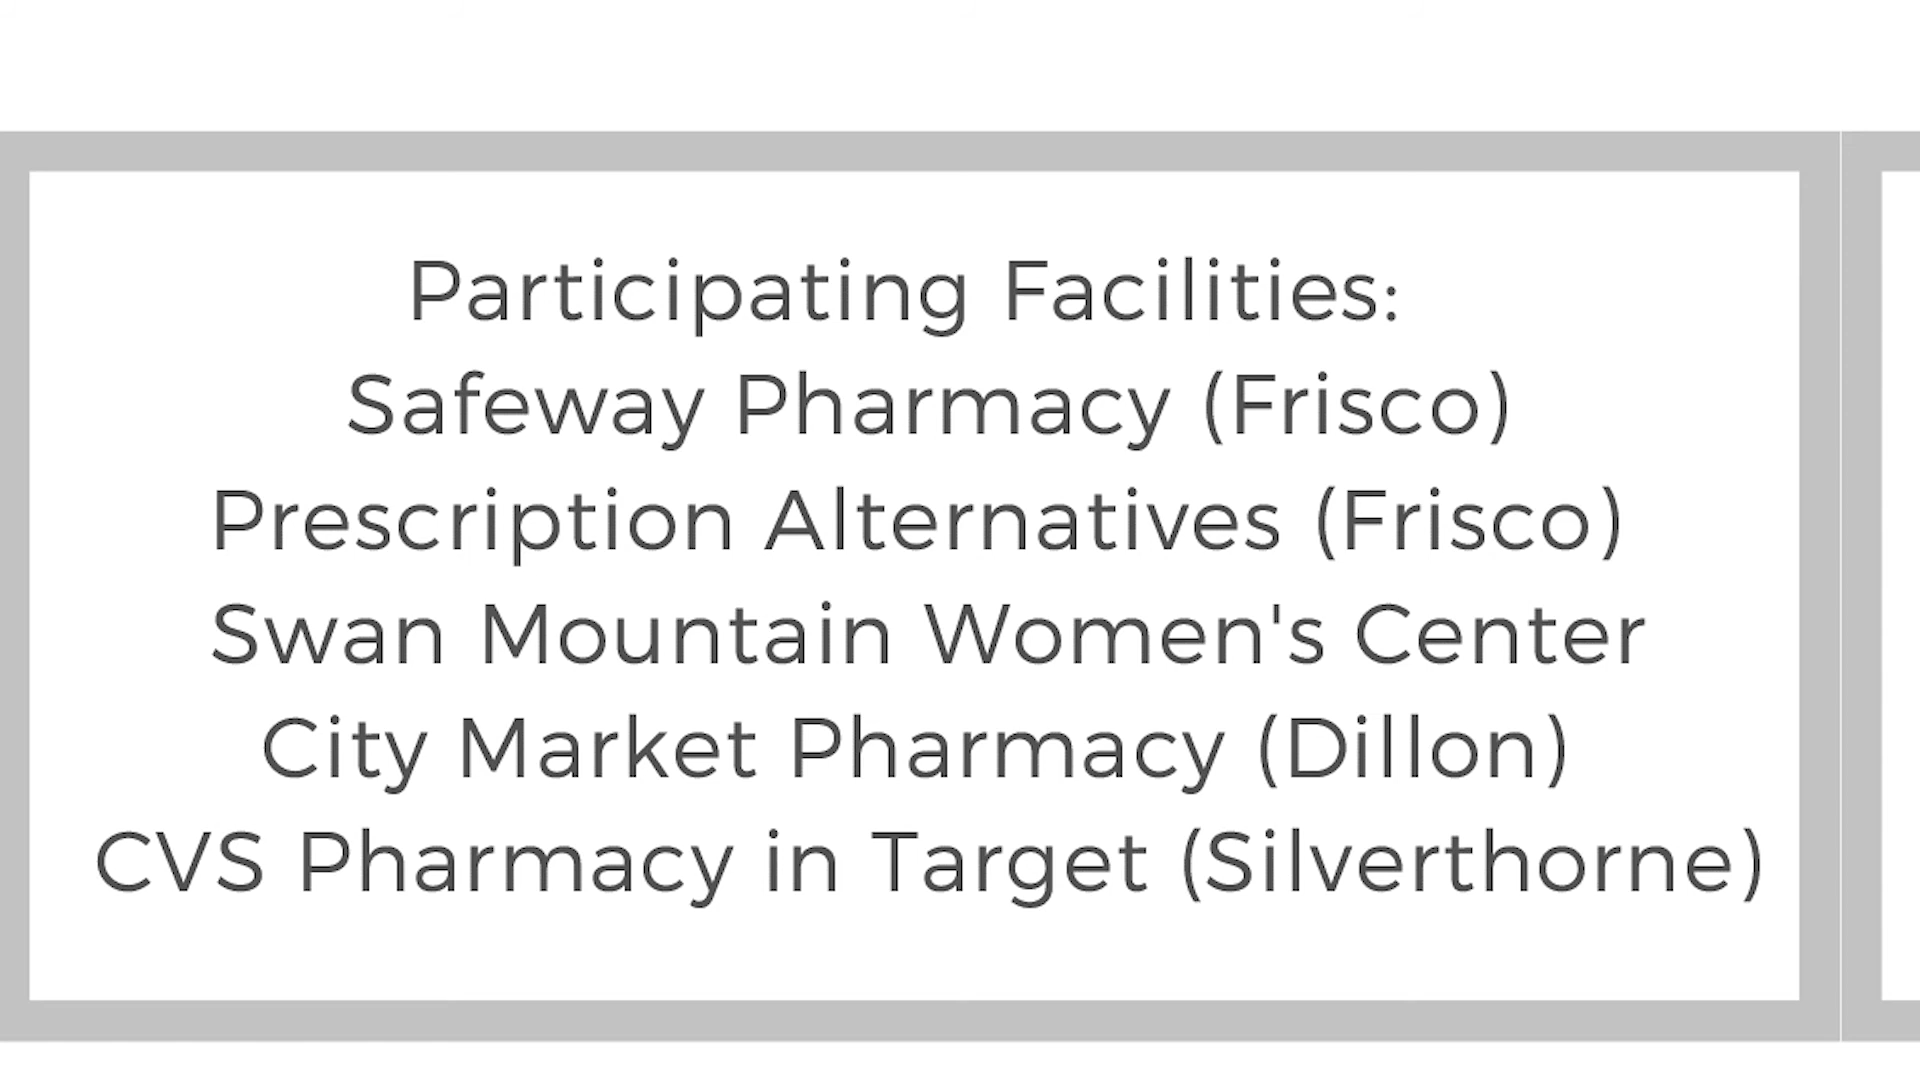 Participating Facilities:
Safeway Pharmacy (Frisco)
Prescription Alternatives (Frisco)
Swan Mountain Women's Center
City Market Pharmacy (Dillon)
CVS Pharmacy in Target (Silverthorne)